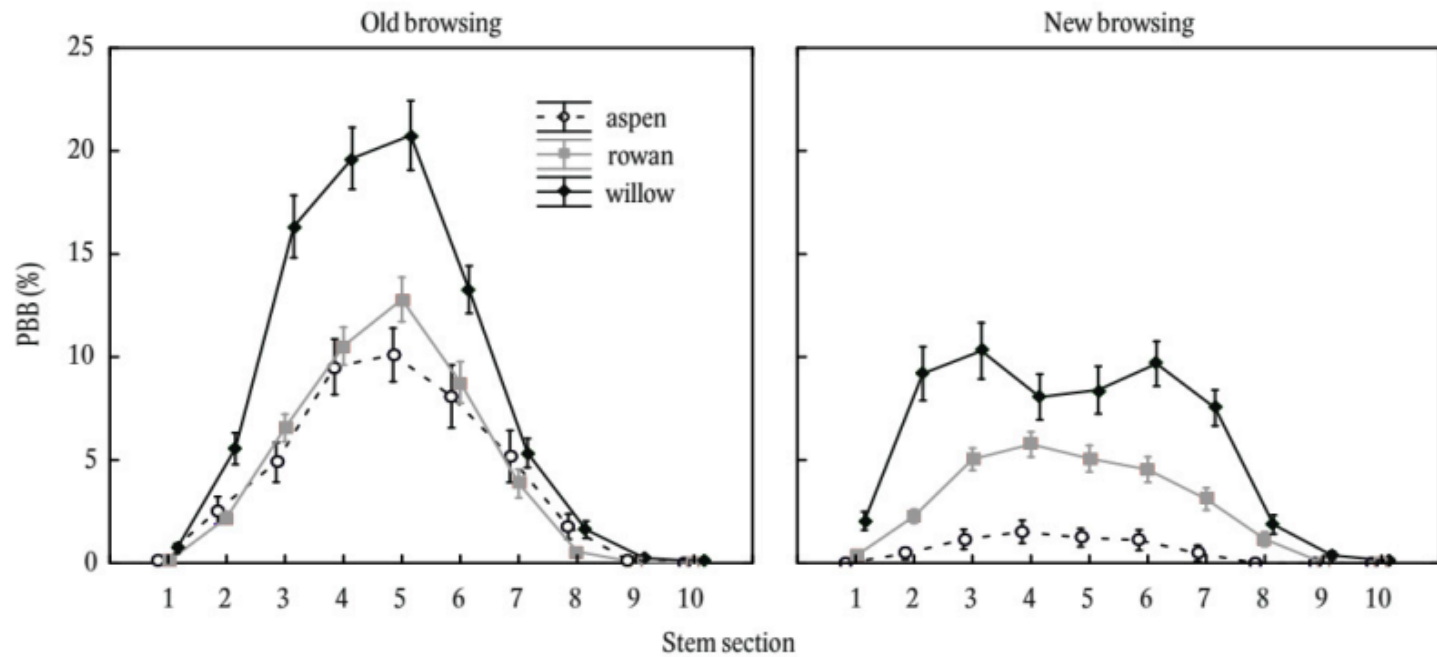 Old browsing
New browsing
25
20
15
10
5
0
PBB (%)
aspen
rowan
willow
1 2 3 4 5 6 7 8 9 10
1 2 3 4 5 6 7 8 9 10
Stem section